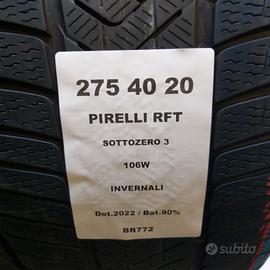 275 40 20
PIRELLI RFT
SOTTOZERO 3
106W
INVERNALI
Dot.2022 / Bat.90%
BR772
subito